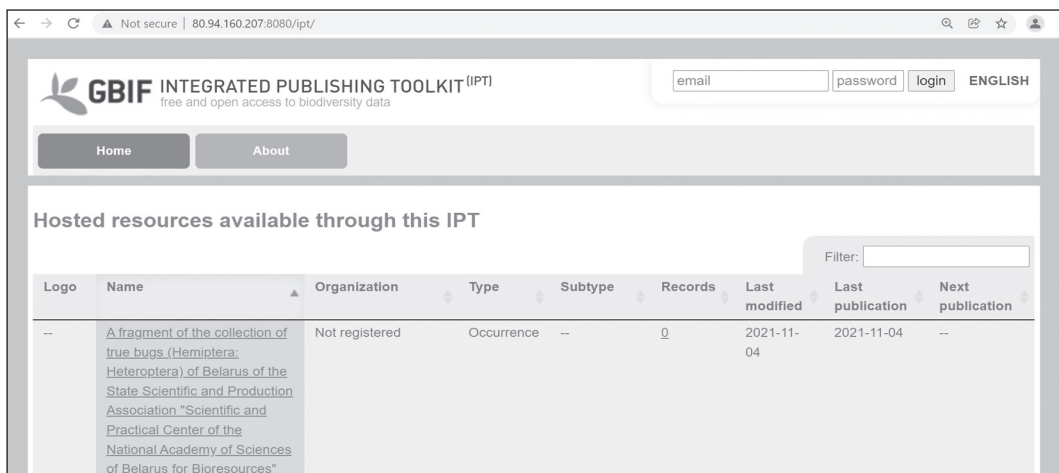 Not secure | 80.94.160.207:8080/ipt/
GBIF INTEGRATED PUBLISHING TOOLKIT(IPT)
free and open access to biodiversity data
email password login ENGLISH
Home About
Hosted resources available through this IPT
Filter:
Logo Name Organization Type Subtype Records Last modified Last publication Next publication
-- A fragment of the collection of Not registered Occurrence -- 0 2021-11-04 2021-11-04 --
true bugs (Hemiptera:
Heteroptera) of Belarus of the
State Scientific and Production
Association "Scientific and
Practical Center of the
National Academy of Sciences
of Belarus for Bioresources"